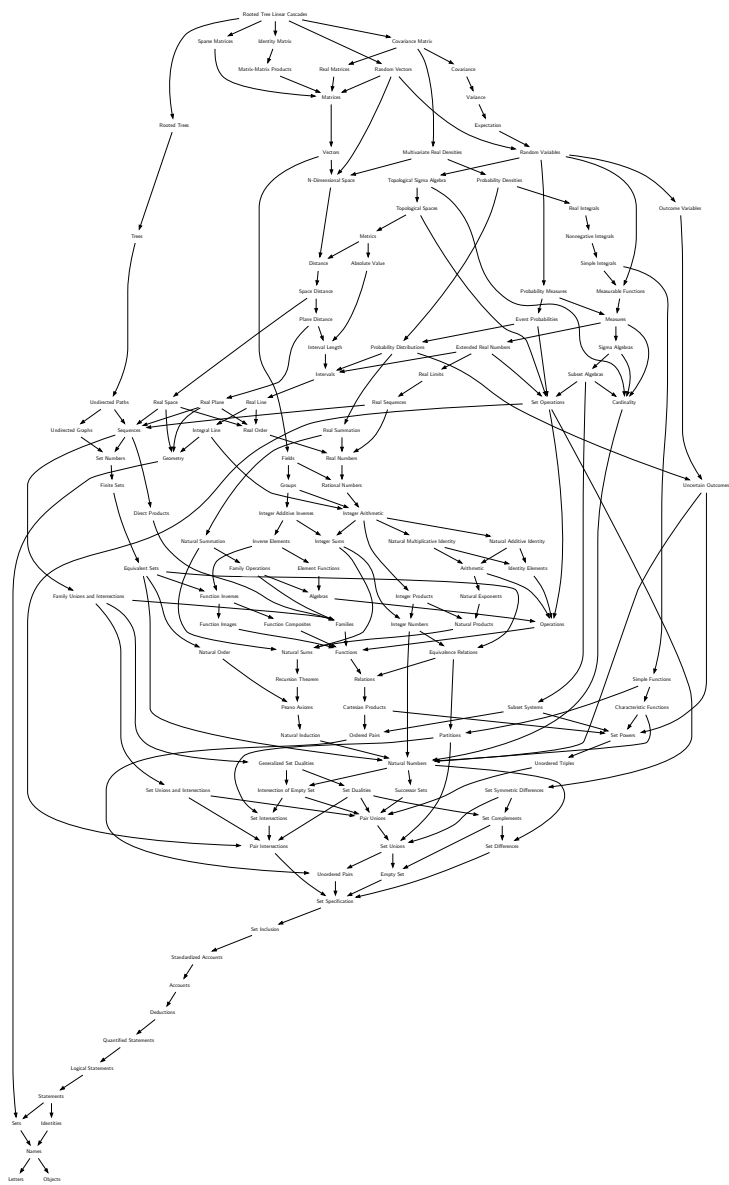 Rooted Tree Linear Cascades
Sparse Matrices Identity Matrix Covariance Matrix
Matrix-Matrix Products Real Matrices Random Vectors Covariance
Matrices Variance
Rooted Trees Expectation
Vectors Multivariate Real Densities Random Variables
N-Dimensional Space Topological Sigma Algebra Probability Densities
Topological Spaces Real Integrals Outcome Variables
Trees Metrics Nonnegative Integrals
Distance Absolute Value Simple Integrals
Space Distance Probability Measures Measurable Functions
Plane Distance Event Probabilities Measures
Interval Length Probability Distributions Extended Real Numbers Sigma Algebras
Intervals Real Limits Subset Algebras
Undirected Paths Real Space Real Plane Real Line Real Sequences Set Operations Cardinality
Undirected Graphs Sequences Integral Line Real Order Real Summation
Set Numbers Geometry Fields Real Numbers
Finite Sets Groups Rational Numbers Uncertain Outcomes
Direct Products Integer Additive Inverses Integer Arithmetic
Natural Summation Inverse Elements Integer Sums Natural Multiplicative Identity Natural Additive Identity
Equivalent Sets Family Operations Element Functions Arithmetic Identity Elements
Family Unions and Intersections Function Inverses Algebras Integer Products Natural Exponents
Function Images Function Composites Families Integer Numbers Natural Products Operations
Natural Order Natural Sums Functions Equivalence Relations
Recursion Theorem Relations Simple Functions
Peano Axioms Cartesian Products Subset Systems Characteristic Functions
Natural Induction Ordered Pairs Partitions Set Powers
Generalized Set Dualities Natural Numbers Unordered Triples
Set Unions and Intersections Intersection of Empty Set Set Dualities Successor Sets Set Symmetric Differences
Set Intersections Pair Unions Set Complements
Pair Intersections Set Unions Set Differences
Unordered Pairs Empty Set
Set Specification
Set Inclusion
Standardized Accounts
Accounts
Deductions
Quantified Statements
Logical Statements
Statements
Sets Identities
Names
Letters Objects